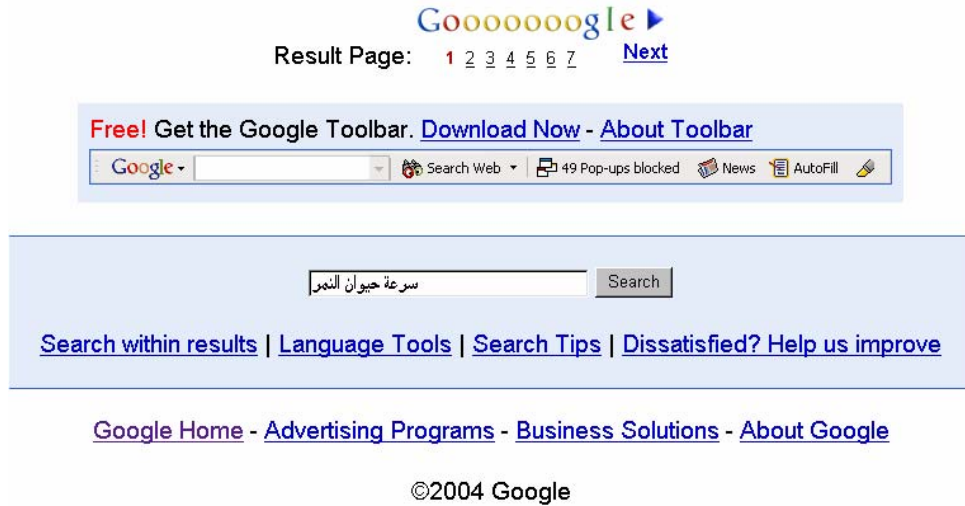 Gooooooogle
Result Page: 1 2 3 4 5 6 7 Next
Free! Get the Google Toolbar. Download Now - About Toolbar
Google Search Web 49 Pop-ups blocked News AutoFill
سرعة حيوان النمر Search
Search within results | Language Tools | Search Tips | Dissatisfied? Help us improve
Google Home - Advertising Programs - Business Solutions - About Google
©2004 Google